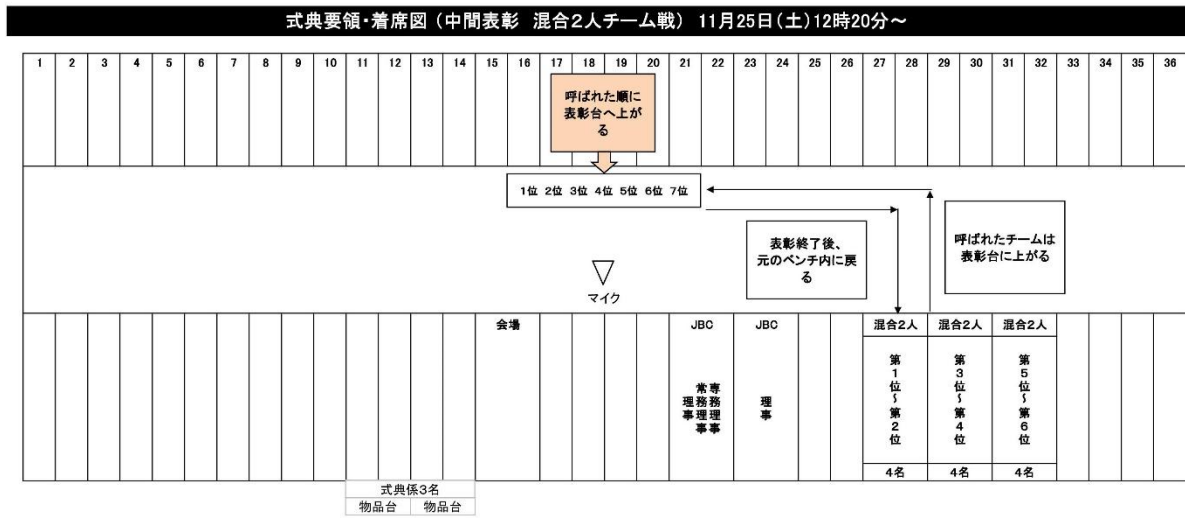 式典要領・着席図（中間表彰　混合２人チーム戦）　11月25日（土）12時20分～
1 2 3 4 5 6 7 8 9 10 11 12 13 14 15 16 17 18 19 20 21 22 23 24 25 26 27 28 29 30 31 32 33 34 35 36
呼ばれた順に
表彰台へ上が
る
1位 2位 3位 4位 5位 6位 7位
表彰終了後、
元のベンチ内に戻
る
呼ばれたチームは
表彰台に上がる
マイク
会場
JBC
専務理事
常務理事
理事
JBC
理事
混合２人
第１位～第２位
４名
混合２人
第３位～第４位
４名
混合２人
第５位～第６位
４名
式典係３名
物品台 物品台